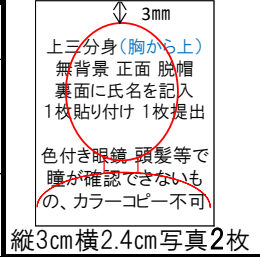 3mm
上三分身(胸から上)
無背景 正面 脱帽
裏面に氏名を記入
1枚貼り付け 1枚提出
色付き眼鏡 頭髪等で
瞳が確認できないも
の、カラーコピー不可
縦3cm横2.4cm写真2枚